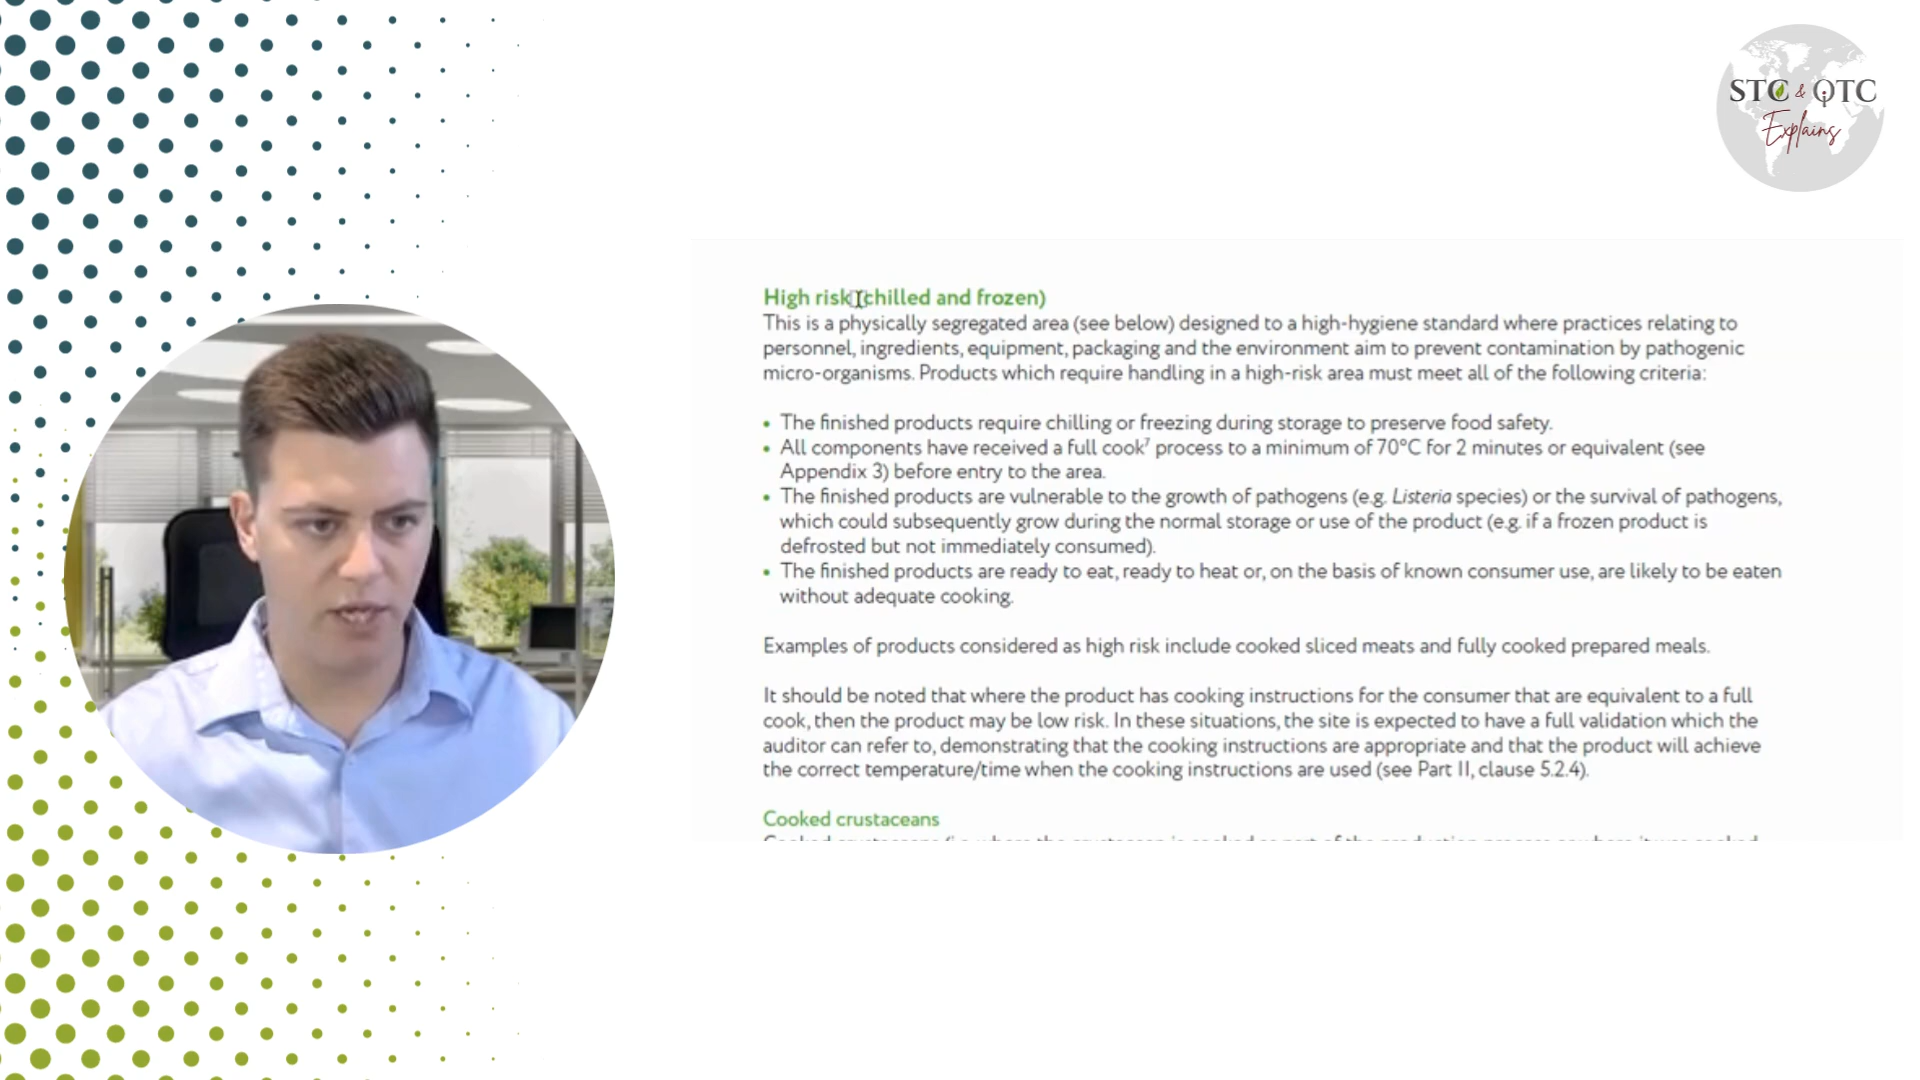 STC & QTC
Explains
High risk (chilled and frozen)
This is a physically segregated area (see below) designed to a high-hygiene standard where practices relating to
personnel, ingredients, equipment, packaging and the environment aim to prevent contamination by pathogenic
micro-organisms. Products which require handling in a high-risk area must meet all of the following criteria:
• The finished products require chilling or freezing during storage to preserve food safety.
• All components have received a full cook⁷ process to a minimum of 70°C for 2 minutes or equivalent (see
Appendix 3) before entry to the area.
• The finished products are vulnerable to the growth of pathogens (e.g. Listeria species) or the survival of pathogens,
which could subsequently grow during the normal storage or use of the product (e.g. if a frozen product is
defrosted but not immediately consumed).
• The finished products are ready to eat, ready to heat or, on the basis of known consumer use, are likely to be eaten
without adequate cooking.
Examples of products considered as high risk include cooked sliced meats and fully cooked prepared meals.
It should be noted that where the product has cooking instructions for the consumer that are equivalent to a full
cook, then the product may be low risk. In these situations, the site is expected to have a full validation which the
auditor can refer to, demonstrating that the cooking instructions are appropriate and that the product will achieve
the correct temperature/time when the cooking instructions are used (see Part II, clause 5.2.4).
Cooked crustaceans